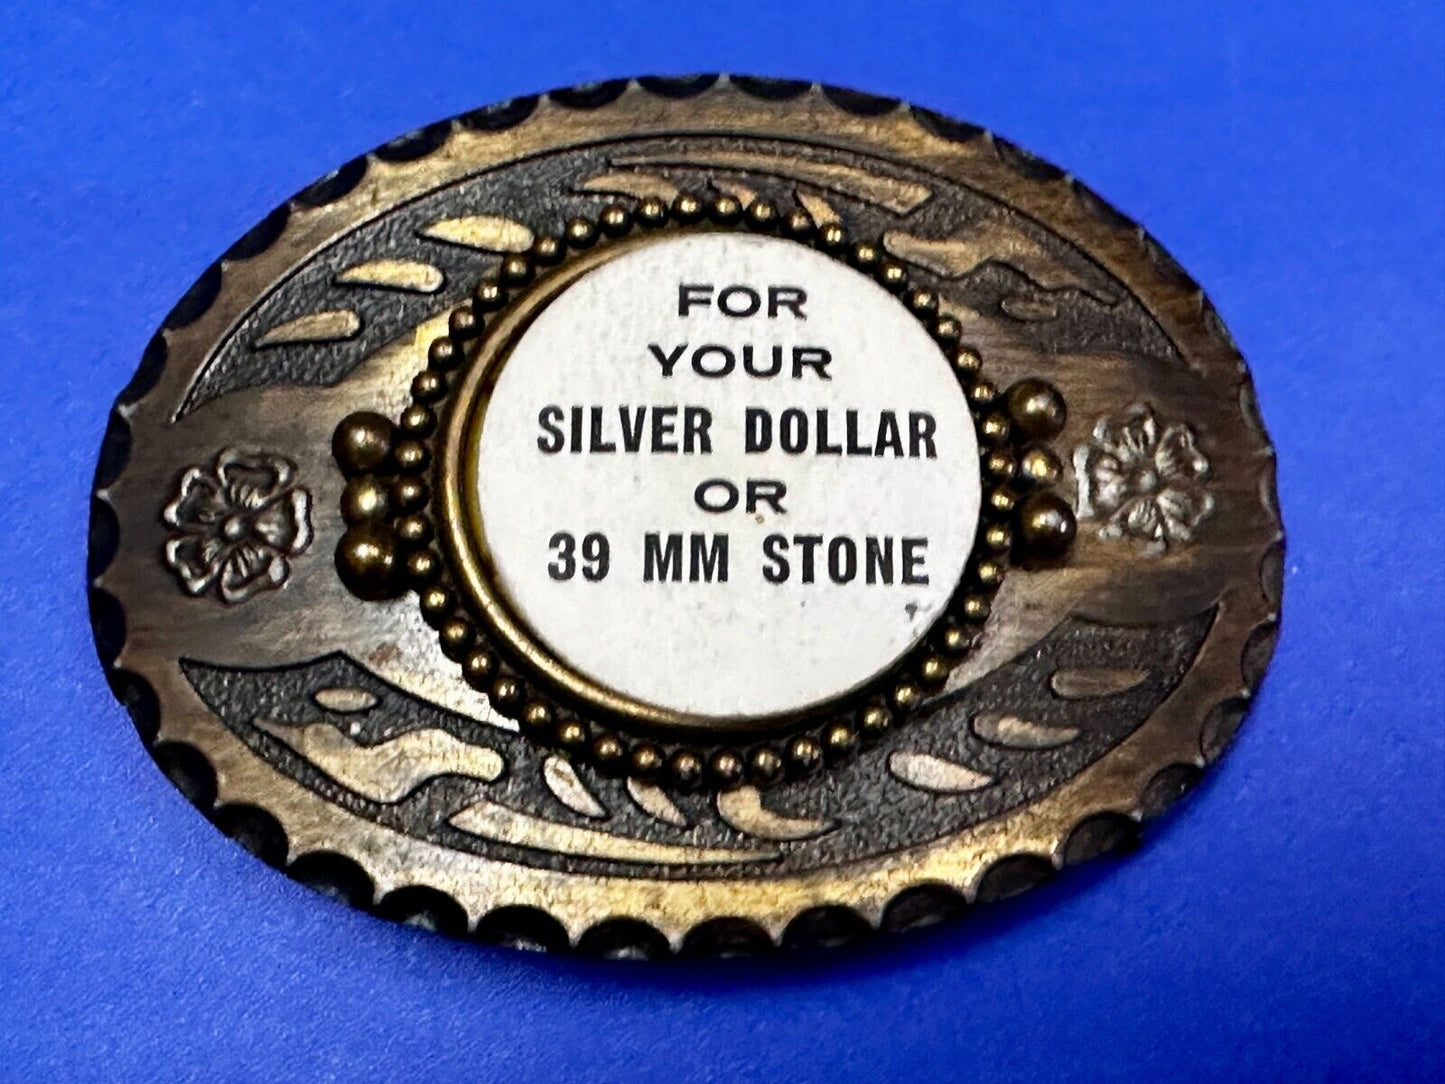 FOR
YOUR
SILVER DOLLAR
OR
39 MM STONE